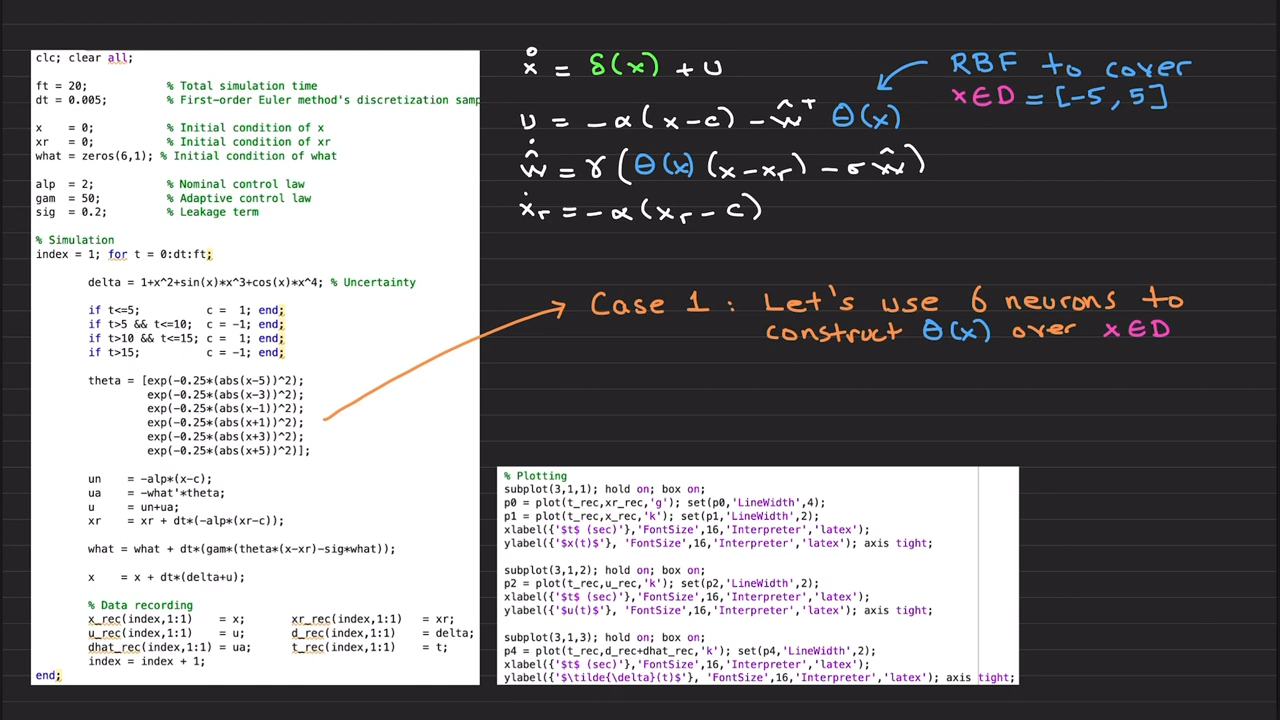 clc; clear all;
ft = 20; % Total simulation time
dt = 0.005; % First-order Euler method's discretization samp
x = 0; % Initial condition of x
xr = 0; % Initial condition of xr
what = zeros(6,1); % Initial condition of what
alp = 2; % Nominal control law
gam = 50; % Adaptive control law
sig = 0.2; % Leakage term
% Simulation
index = 1; for t = 0:dt:ft;
delta = 1+x^2+sin(x)*x^3+cos(x)*x^4; % Uncertainty
if t<=5; c = 1; end;
if t>5 && t<=10; c = -1; end;
if t>10 && t<=15; c = 1; end;
if t>15; c = -1; end;
theta = [exp(-0.25*(abs(x-5))^2);
exp(-0.25*(abs(x-3))^2);
exp(-0.25*(abs(x-1))^2);
exp(-0.25*(abs(x+1))^2);
exp(-0.25*(abs(x+3))^2);
exp(-0.25*(abs(x+5))^2)];
un = -alp*(x-c);
ua = -what'*theta;
u = un+ua;
xr = xr + dt*(-alp*(xr-c));
what = what + dt*(gam*(theta*(x-xr)-sig*what));
x = x + dt*(delta+u);
% Data recording
x_rec(index,1:1) = x; xr_rec(index,1:1) = xr;
u_rec(index,1:1) = u; d_rec(index,1:1) = delta;
dhat_rec(index,1:1) = ua; t_rec(index,1:1) = t;
index = index + 1;
end;
ẋ = δ(x) + u
RBF to cover
x∈D = [-5, 5]
u = -α(x-c) - ŵᵀ θ(x)
ŵ̇ = γ(θ(x)(x-xᵣ) - σŵ)
ẋᵣ = -α(xᵣ - c)
Case 1 : Let's use 6 neurons to
construct θ(x) over x∈D
% Plotting
subplot(3,1,1); hold on; box on;
p0 = plot(t_rec,xr_rec,'g'); set(p0,'LineWidth',4);
p1 = plot(t_rec,x_rec,'k'); set(p1,'LineWidth',2);
xlabel({'$t$ (sec)'},'FontSize',16,'Interpreter','latex');
ylabel({'$x(t)$'}, 'FontSize',16,'Interpreter','latex'); axis tight;
subplot(3,1,2); hold on; box on;
p2 = plot(t_rec,u_rec,'k'); set(p2,'LineWidth',2);
xlabel({'$t$ (sec)'},'FontSize',16,'Interpreter','latex');
ylabel({'$u(t)$'}, 'FontSize',16,'Interpreter','latex'); axis tight;
subplot(3,1,3); hold on; box on;
p4 = plot(t_rec,d_rec+dhat_rec,'k'); set(p4,'LineWidth',2);
xlabel({'$t$ (sec)'},'FontSize',16,'Interpreter','latex');
ylabel({'$\tilde{\delta}(t)$'}, 'FontSize',16,'Interpreter','latex'); axis tight;